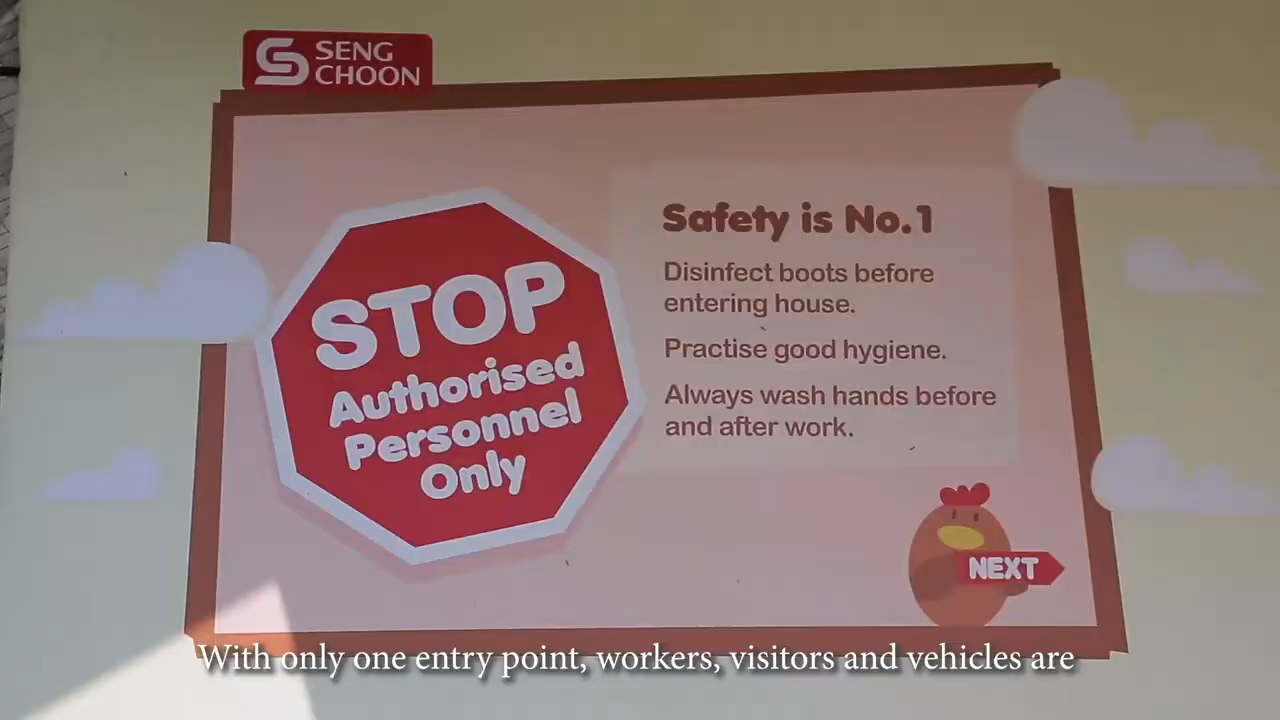 SENG
CHOON
STOP
Authorised
Personnel
Only
Safety is No.1
Disinfect boots before
entering house.
Practise good hygiene.
Always wash hands before
and after work.
NEXT
With only one entry point, workers, visitors and vehicles are